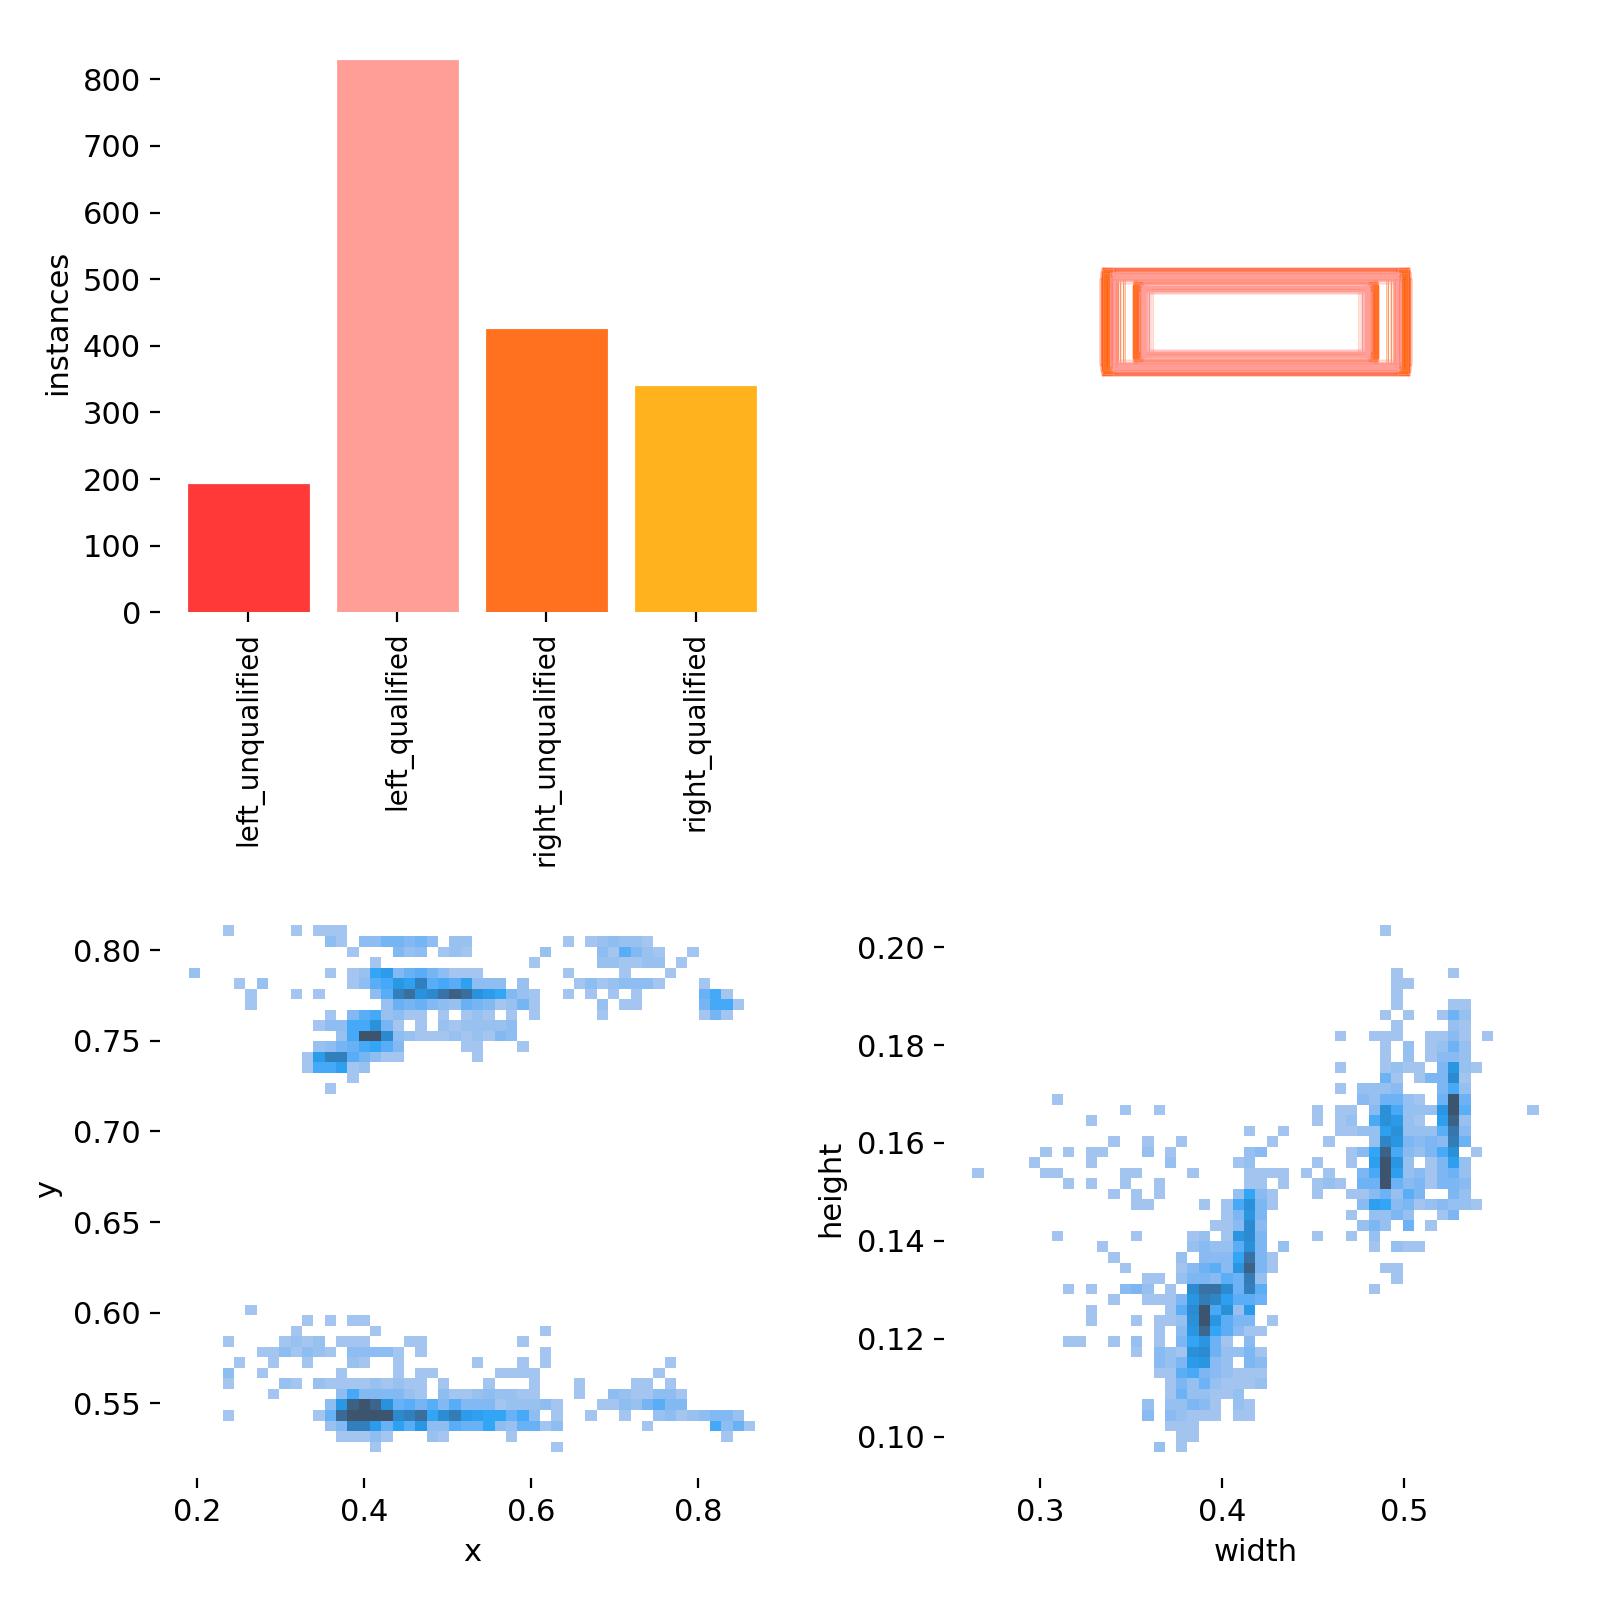 800
700
600
500
400
300
200
100
0
instances
left_unqualified
left_qualified
right_unqualified
right_qualified
0.80
0.75
0.70
0.65
0.60
0.55
y
0.2 0.4 0.6 0.8
x
0.20
0.18
0.16
0.14
0.12
0.10
height
0.3 0.4 0.5
width